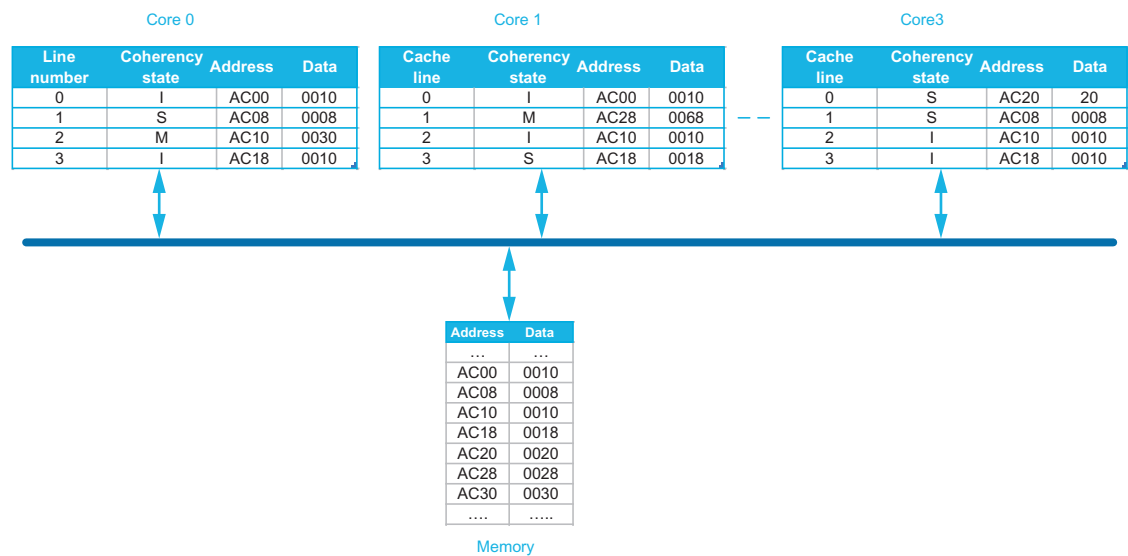 Core 0
Line number Coherency state Address Data
0 I AC00 0010
1 S AC08 0008
2 M AC10 0030
3 I AC18 0010
Core 1
Cache line Coherency state Address Data
0 I AC00 0010
1 M AC28 0068
2 I AC10 0010
3 S AC18 0018
Core3
Cache line Coherency state Address Data
0 S AC20 20
1 S AC08 0008
2 I AC10 0010
3 I AC18 0010
Address Data
… …
AC00 0010
AC08 0008
AC10 0010
AC18 0018
AC20 0020
AC28 0028
AC30 0030
…. …..
Memory